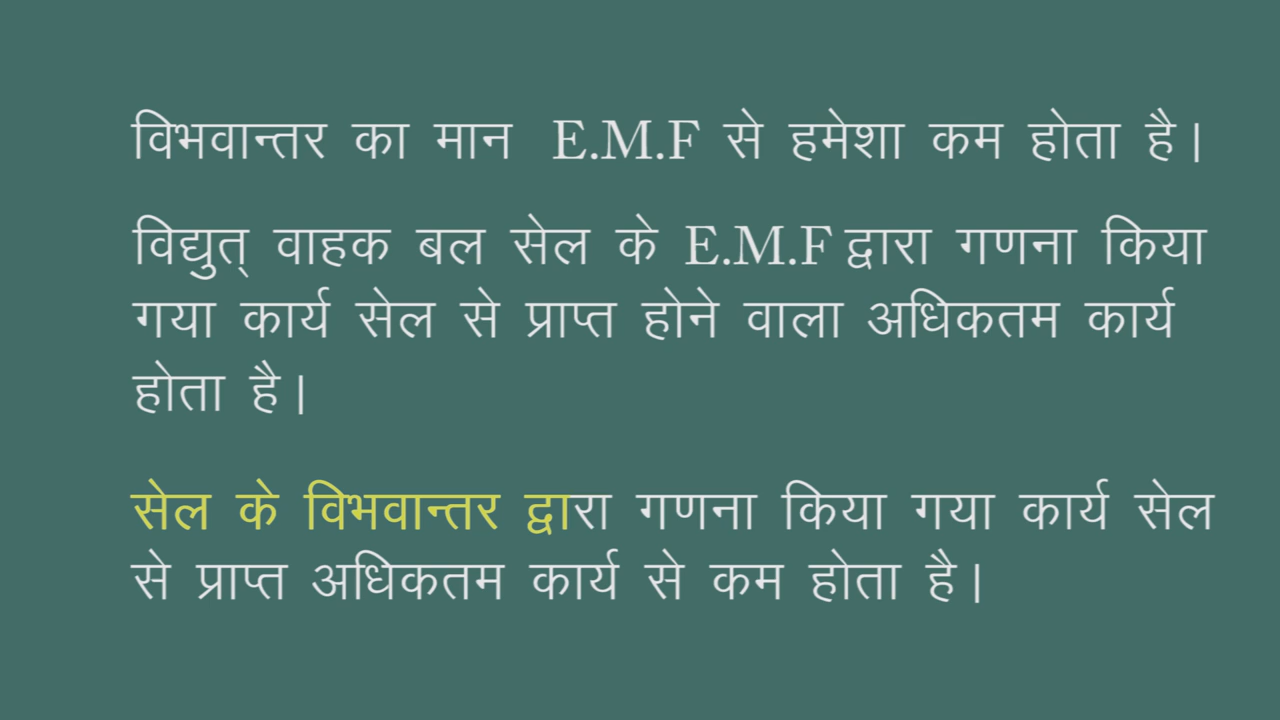 विभवान्तर का मान E.M.F से हमेशा कम होता है।
विद्युत् वाहक बल सेल के E.M.F द्वारा गणना किया
गया कार्य सेल से प्राप्त होने वाला अधिकतम कार्य
होता है।
सेल के विभवान्तर द्वारा गणना किया गया कार्य सेल
से प्राप्त अधिकतम कार्य से कम होता है।